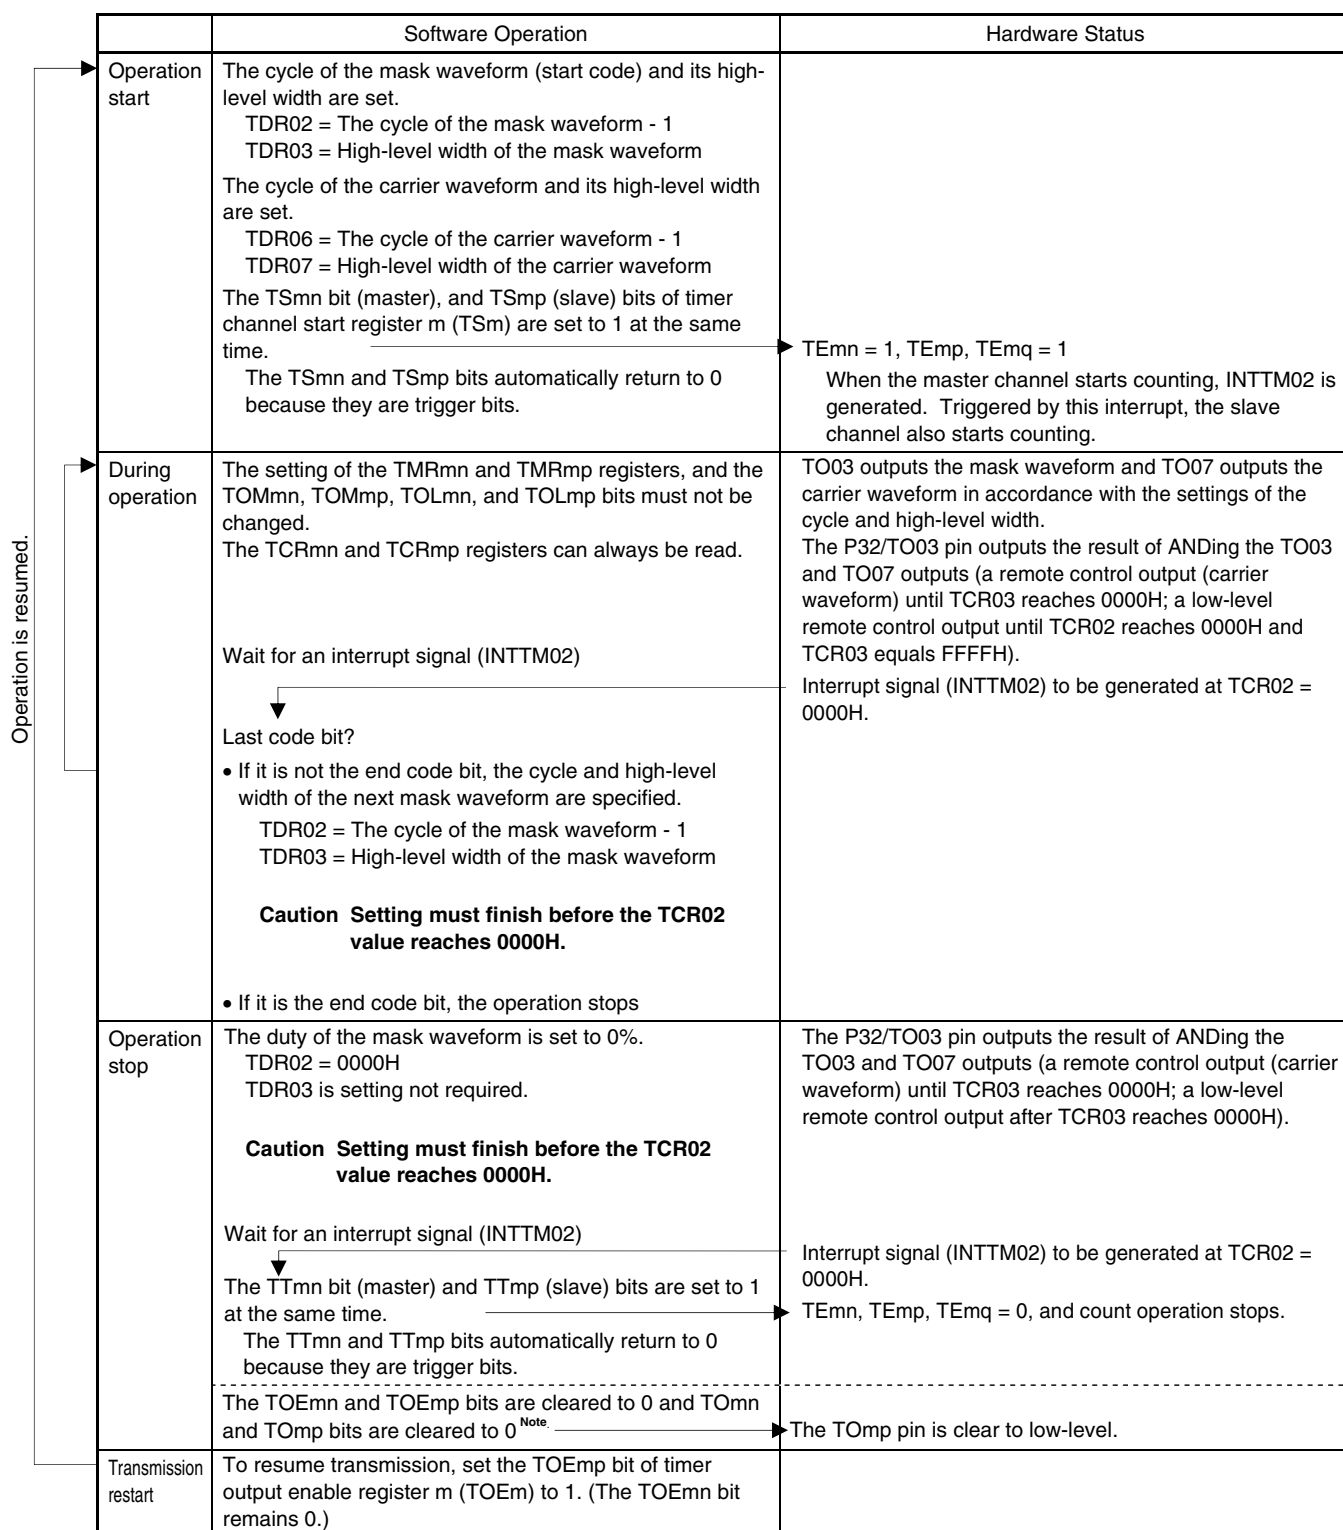 Software Operation
Hardware Status
Operation
start
The cycle of the mask waveform (start code) and its high-
level width are set.
TDR02 = The cycle of the mask waveform - 1
TDR03 = High-level width of the mask waveform
The cycle of the carrier waveform and its high-level width
are set.
TDR06 = The cycle of the carrier waveform - 1
TDR07 = High-level width of the carrier waveform
The TSmn bit (master), and TSmp (slave) bits of timer
channel start register m (TSm) are set to 1 at the same
time.
The TSmn and TSmp bits automatically return to 0
because they are trigger bits.
TEmn = 1, TEmp, TEmq = 1
When the master channel starts counting, INTTM02 is
generated. Triggered by this interrupt, the slave
channel also starts counting.
Operation is resumed.
During
operation
The setting of the TMRmn and TMRmp registers, and the
TOMmn, TOMmp, TOLmn, and TOLmp bits must not be
changed.
The TCRmn and TCRmp registers can always be read.
Wait for an interrupt signal (INTTM02)
Last code bit?
• If it is not the end code bit, the cycle and high-level
width of the next mask waveform are specified.
TDR02 = The cycle of the mask waveform - 1
TDR03 = High-level width of the mask waveform
Caution Setting must finish before the TCR02
value reaches 0000H.
• If it is the end code bit, the operation stops
TO03 outputs the mask waveform and TO07 outputs the
carrier waveform in accordance with the settings of the
cycle and high-level width.
The P32/TO03 pin outputs the result of ANDing the TO03
and TO07 outputs (a remote control output (carrier
waveform) until TCR03 reaches 0000H; a low-level
remote control output until TCR02 reaches 0000H and
TCR03 equals FFFFH).
Interrupt signal (INTTM02) to be generated at TCR02 =
0000H.
Operation
stop
The duty of the mask waveform is set to 0%.
TDR02 = 0000H
TDR03 is setting not required.
Caution Setting must finish before the TCR02
value reaches 0000H.
Wait for an interrupt signal (INTTM02)
The TTmn bit (master) and TTmp (slave) bits are set to 1
at the same time.
The TTmn and TTmp bits automatically return to 0
because they are trigger bits.
The P32/TO03 pin outputs the result of ANDing the
TO03 and TO07 outputs (a remote control output (carrier
waveform) until TCR03 reaches 0000H; a low-level
remote control output after TCR03 reaches 0000H).
Interrupt signal (INTTM02) to be generated at TCR02 =
0000H.
TEmn, TEmp, TEmq = 0, and count operation stops.
The TOEmn and TOEmp bits are cleared to 0 and TOmn
and TOmp bits are cleared to 0 Note.
The TOmp pin is clear to low-level.
Transmission
restart
To resume transmission, set the TOEmp bit of timer
output enable register m (TOEm) to 1. (The TOEmn bit
remains 0.)